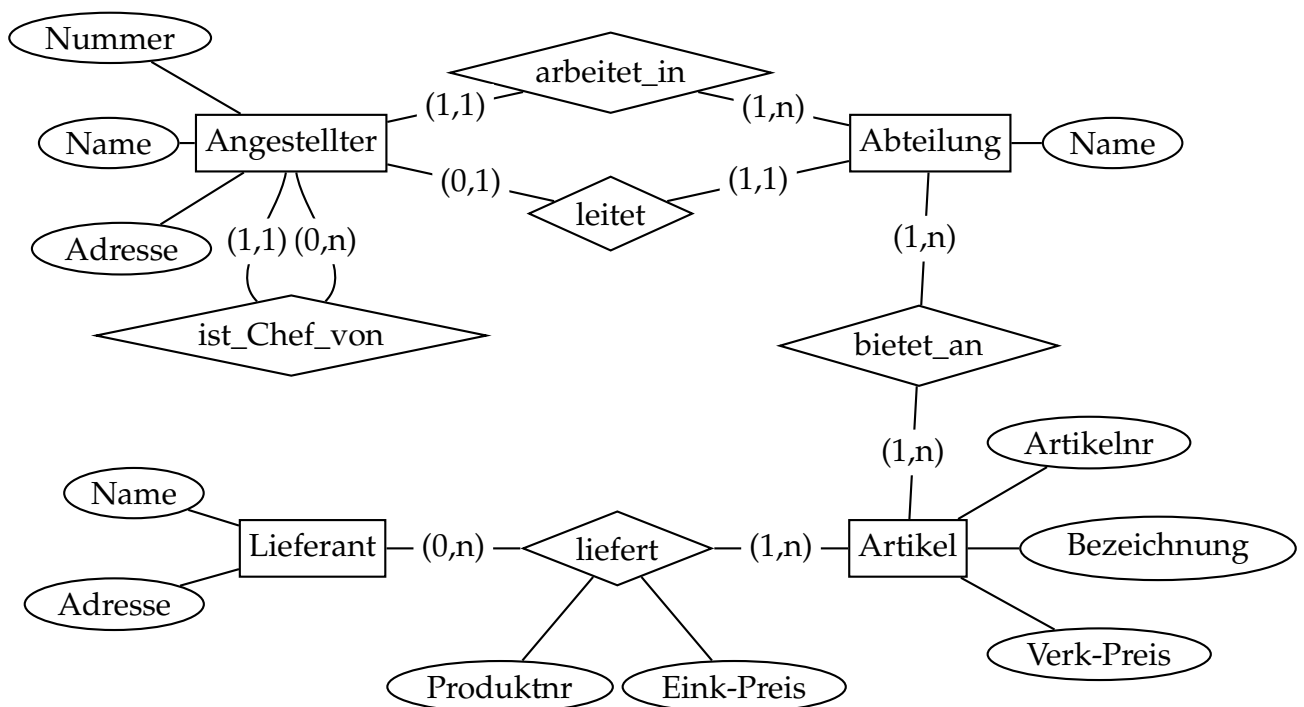 Nummer
arbeitet_in
(1,1)
(1,n)
Name
Angestellter
Abteilung
Name
(0,1)
(1,1)
leitet
Adresse
(1,1)
(0,n)
(1,n)
ist_Chef_von
bietet_an
(1,n)
Artikelnr
Name
Lieferant
(0,n)
liefert
(1,n)
Artikel
Bezeichnung
Adresse
Verk-Preis
Produktnr
Eink-Preis